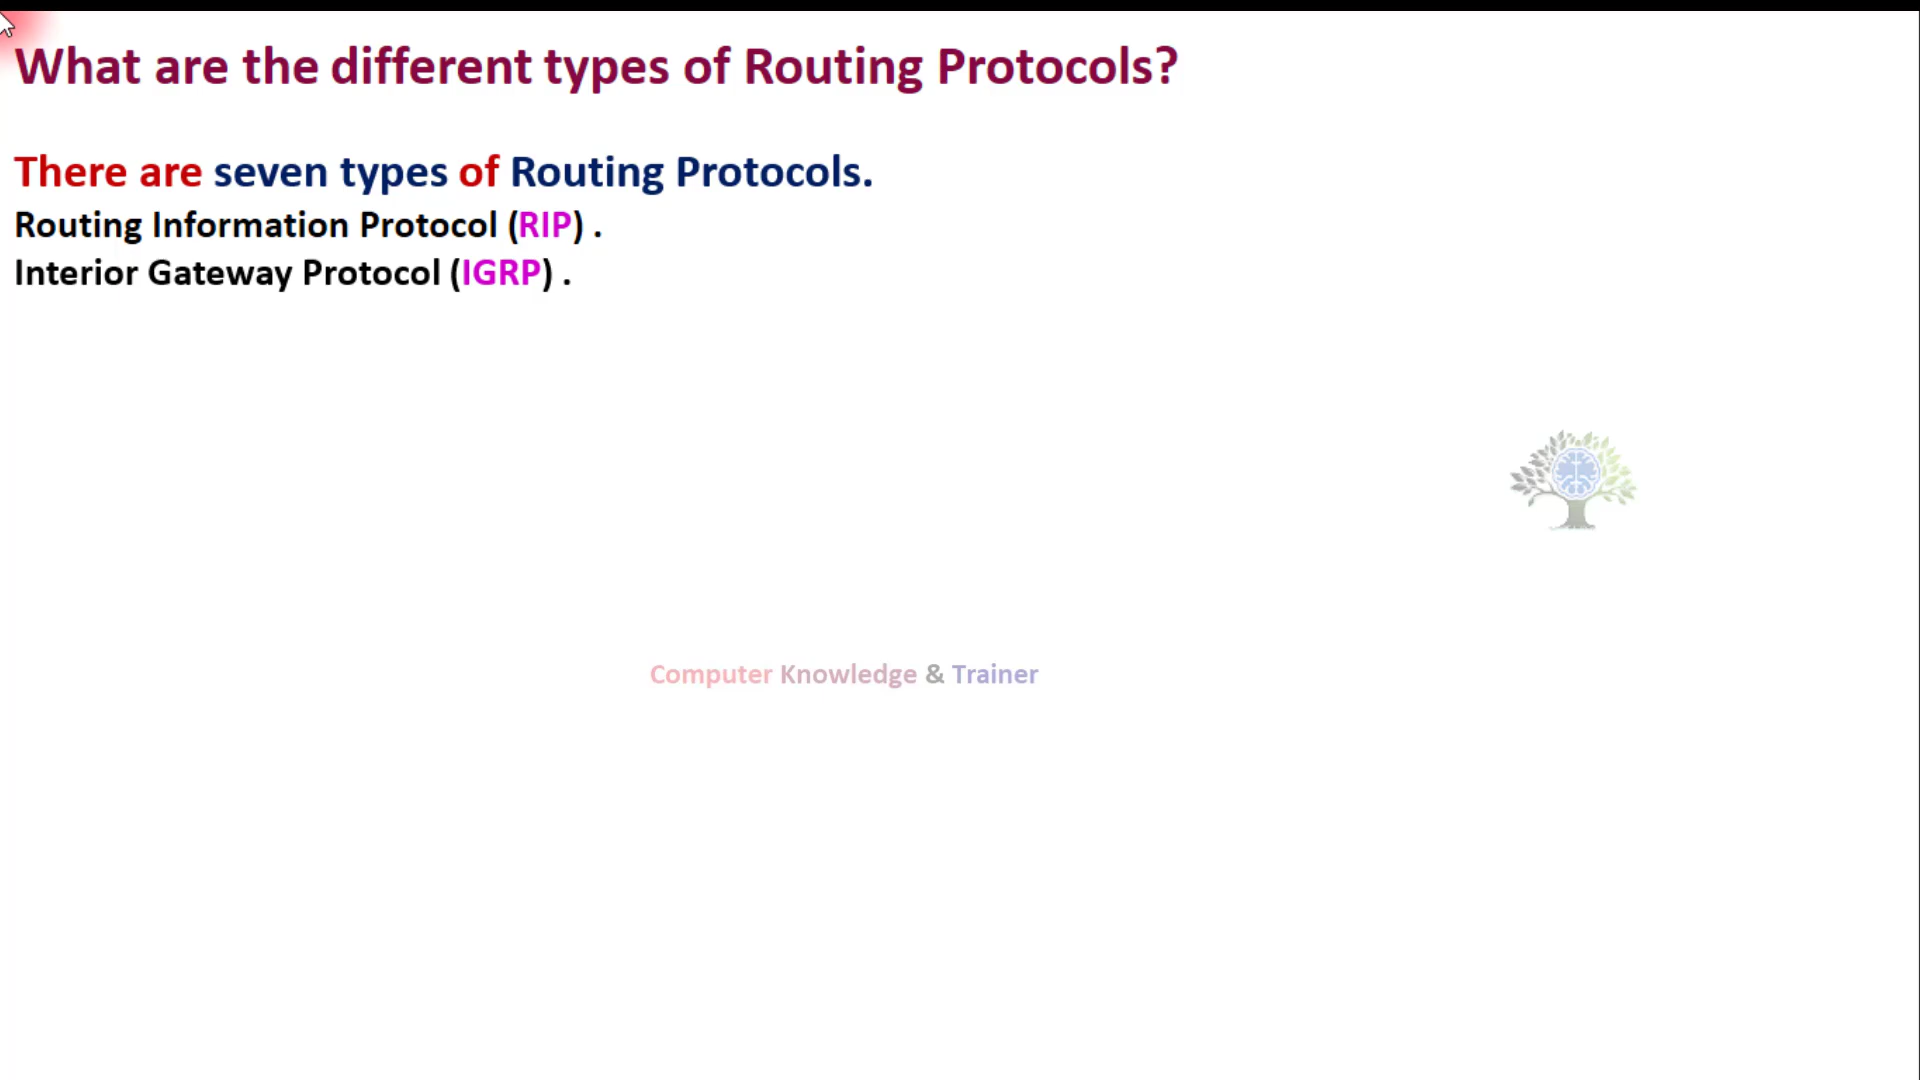 What are the different types of Routing Protocols?
There are seven types of Routing Protocols.
Routing Information Protocol (RIP) .
Interior Gateway Protocol (IGRP) .
Computer Knowledge & Trainer